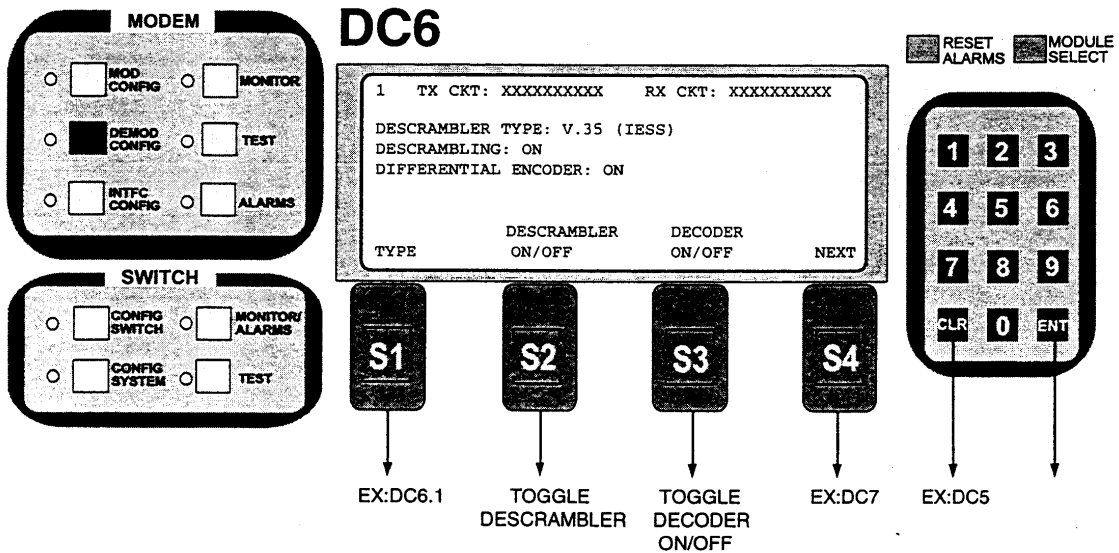 MODEM
MOD CONFIG
MONITOR
DEMOD CONFIG
TEST
INTFC CONFIG
ALARMS
SWITCH
CONFIG SWITCH
MONITOR/ ALARMS
CONFIG SYSTEM
TEST
DC6
1 TX CKT: XXXXXXXXXX RX CKT: XXXXXXXXXX
DESCRAMBLER TYPE: V.35 (IESS)
DESCRAMBLING: ON
DIFFERENTIAL ENCODER: ON
DESCRAMBLER DECODER
TYPE ON/OFF ON/OFF NEXT
S1 S2 S3 S4
EX:DC6.1
TOGGLE
DESCRAMBLER
TOGGLE
DECODER
ON/OFF
EX:DC7
RESET ALARMS
MODULE SELECT
1 2 3
4 5 6
7 8 9
CLR 0 ENT
EX:DC5